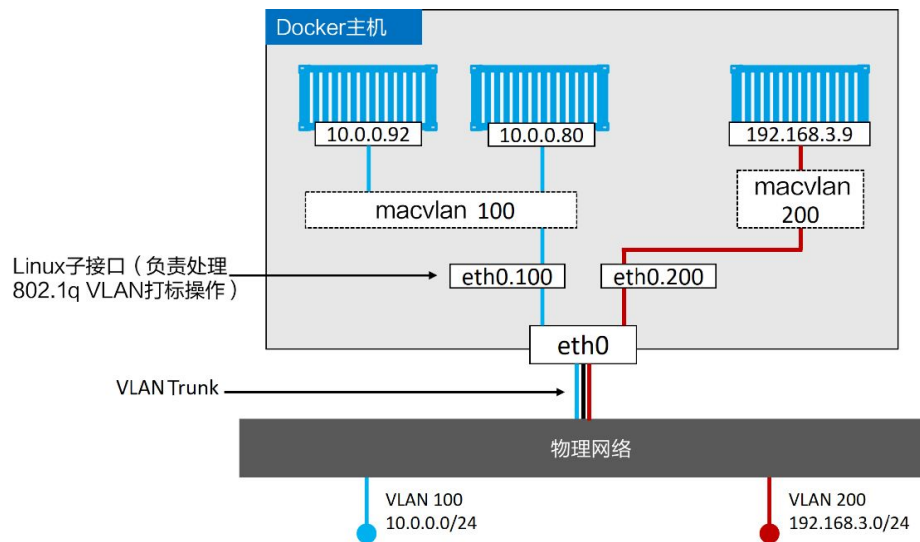 Docker主机
10.0.0.92
10.0.0.80
192.168.3.9
macvlan 100
macvlan
200
Linux子接口（负责处理
802.1q VLAN打标操作）
eth0.100
eth0.200
eth0
VLAN Trunk
物理网络
VLAN 100
10.0.0.0/24
VLAN 200
192.168.3.0/24